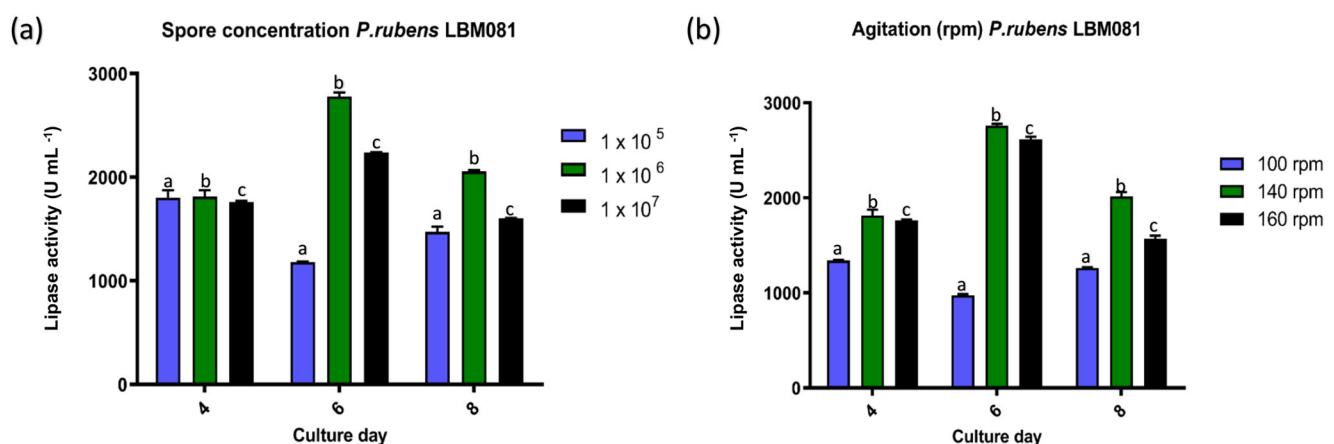 (a)
Spore concentration P.rubens LBM081
Lipase activity (U mL -1)
3000
2000
1000
0
a b c
a b c
a b c
4 6 8
Culture day
1 x 10 5
1 x 10 6
1 x 10 7
(b)
Agitation (rpm) P.rubens LBM081
Lipase activity (U mL -1)
3000
2000
1000
0
a b c
a b c
a b c
4 6 8
Culture day
100 rpm
140 rpm
160 rpm